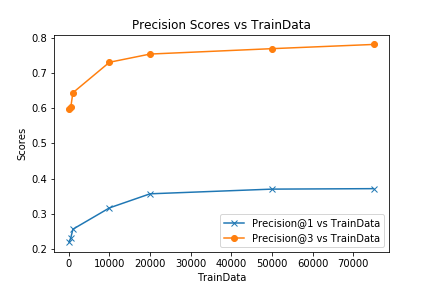 Precision Scores vs TrainData
0.8
0.7
0.6
0.5
0.4
0.3
0.2
Scores
Precision@1 vs TrainData
Precision@3 vs TrainData
0 10000 20000 30000 40000 50000 60000 70000
TrainData